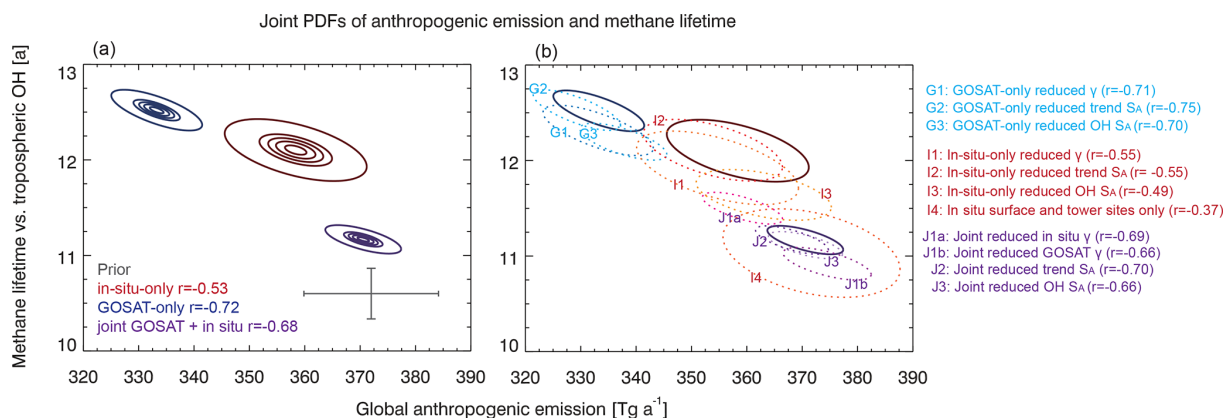 Joint PDFs of anthropogenic emission and methane lifetime
Methane lifetime vs. tropospheric OH [a]
(a)
13
12
11
10
Prior
in-situ-only r=-0.53
GOSAT-only r=-0.72
joint GOSAT + in situ r=-0.68
320 330 340 350 360 370 380 390
(b)
13
12
11
10
G2
G1
G3
I2
I1
I3
J1a
J2
J3
J1b
I4
320 330 340 350 360 370 380 390
Global anthropogenic emission [Tg a⁻¹]
G1: GOSAT-only reduced γ (r=-0.71)
G2: GOSAT-only reduced trend SA (r=-0.75)
G3: GOSAT-only reduced OH SA (r=-0.70)
I1: In-situ-only reduced γ (r=-0.55)
I2: In-situ-only reduced trend SA (r=-0.55)
I3: In-situ-only reduced OH SA (r=-0.49)
I4: In situ surface and tower sites only (r=-0.37)
J1a: Joint reduced in situ γ (r=-0.69)
J1b: Joint reduced GOSAT γ (r=-0.66)
J2: Joint reduced trend SA (r=-0.70)
J3: Joint reduced OH SA (r=-0.66)